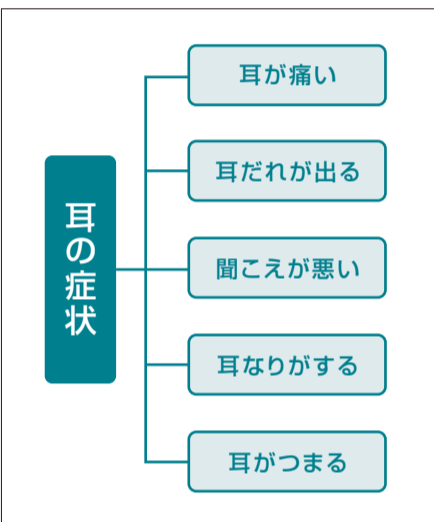 耳の症状
耳が痛い
耳だれが出る
聞こえが悪い
耳なりがする
耳がつまる